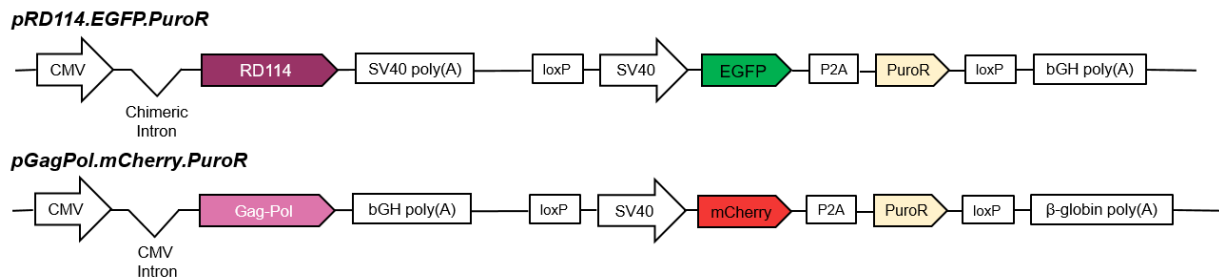 pRD114.EGFP.PuroR
CMV RD114 SV40 poly(A) loxP SV40 EGFP P2A PuroR loxP bGH poly(A)
Chimeric
Intron
pGagPol.mCherry.PuroR
CMV Gag-Pol bGH poly(A) loxP SV40 mCherry P2A PuroR loxP β-globin poly(A)
CMV
Intron